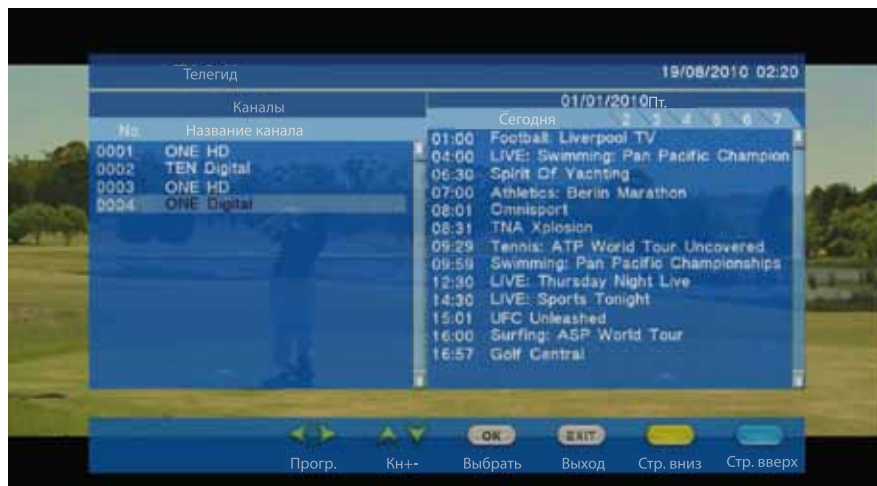 Телегид
19/08/2010 02:20
Каналы
01/01/2010Пт.
No. Название канала
Сегодня 2 3 4 5 6 7
0001 ONE HD
0002 TEN Digital
0003 ONE HD
0004 ONE Digital
01:00 Football: Liverpool TV
04:00 LIVE: Swimming: Pan Pacific Champion
06:30 Spirit Of Yachting
07:00 Athletics: Berlin Marathon
08:01 Omnisport
08:31 TNA Xplosion
09:29 Tennis: ATP World Tour Uncovered
09:59 Swimming: Pan Pacific Championships
12:30 LIVE: Thursday Night Live
14:30 LIVE: Sports Tonight
15:01 UFC Unleashed
16:00 Surfing: ASP World Tour
16:57 Golf Central
OK EXIT
Прогр. Кн+- Выбрать Выход Стр. вниз Стр. вверх